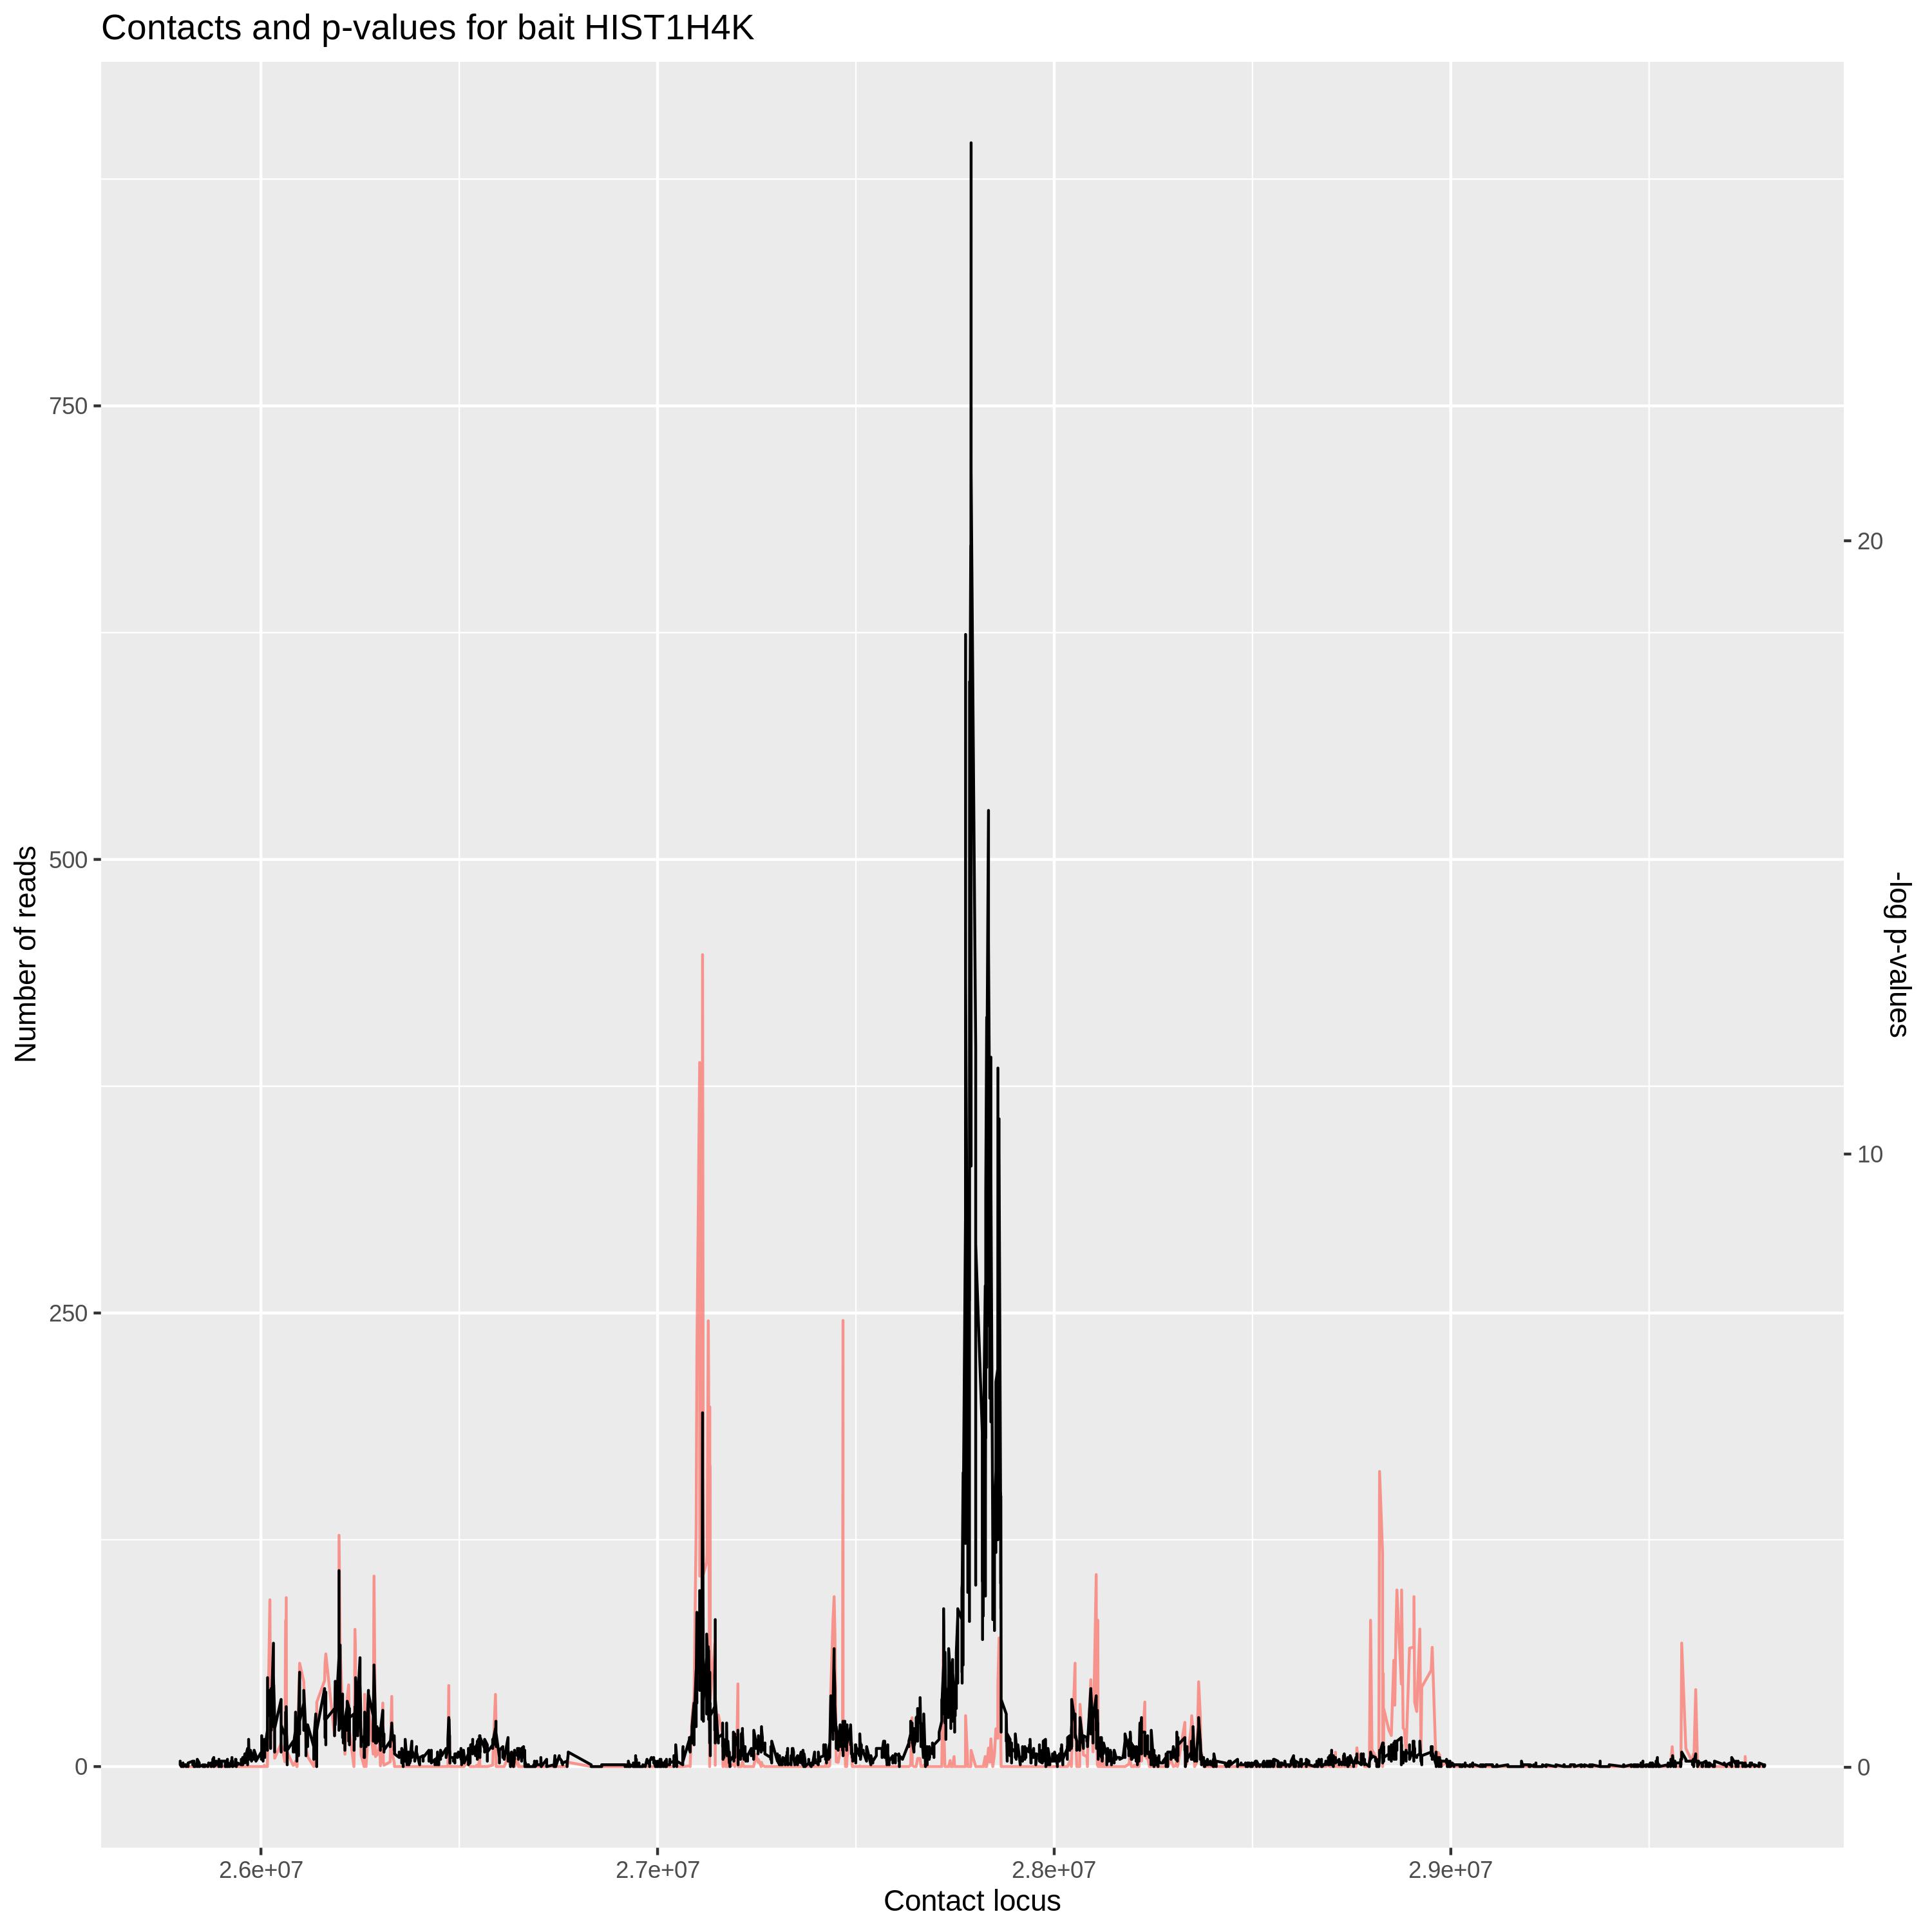 Contacts and p-values for bait HIST1H4K
Number of reads
750
500
250
0
20
10
0
-log p-values
2.6e+07 2.7e+07 2.8e+07 2.9e+07
Contact locus